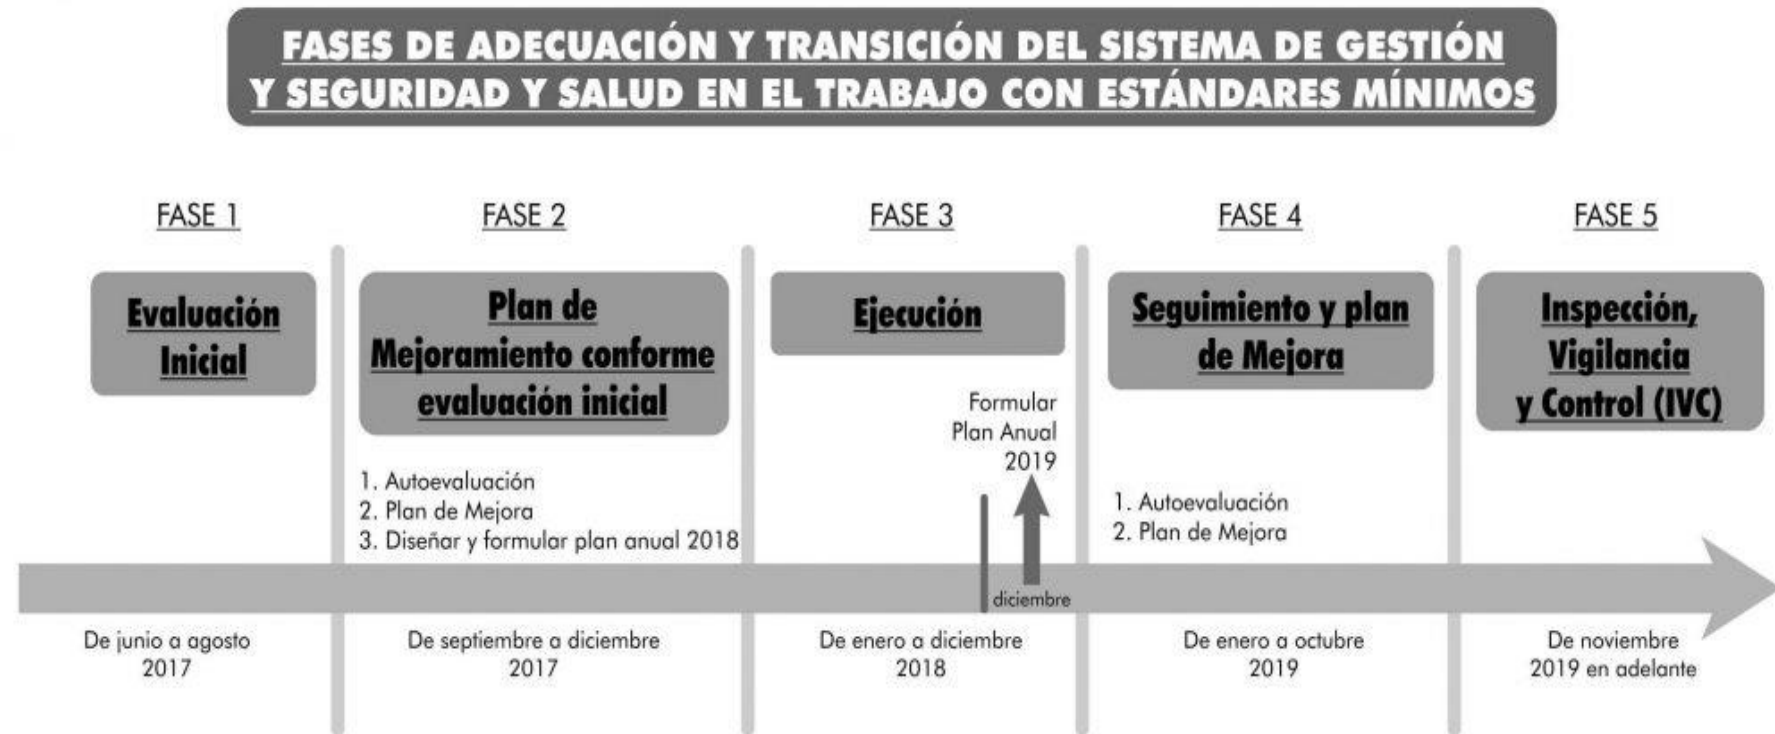 FASES DE ADECUACIÓN Y TRANSICIÓN DEL SISTEMA DE GESTIÓN
Y SEGURIDAD Y SALUD EN EL TRABAJO CON ESTÁNDARES MÍNIMOS
FASE 1
Evaluación
Inicial
De junio a agosto
2017
FASE 2
Plan de
Mejoramiento conforme
evaluación inicial
1. Autoevaluación
2. Plan de Mejora
3. Diseñar y formular plan anual 2018
De septiembre a diciembre
2017
FASE 3
Ejecución
Formular
Plan Anual
2019
diciembre
De enero a diciembre
2018
FASE 4
Seguimiento y plan
de Mejora
1. Autoevaluación
2. Plan de Mejora
De enero a octubre
2019
FASE 5
Inspección,
Vigilancia
y Control (IVC)
De noviembre
2019 en adelante